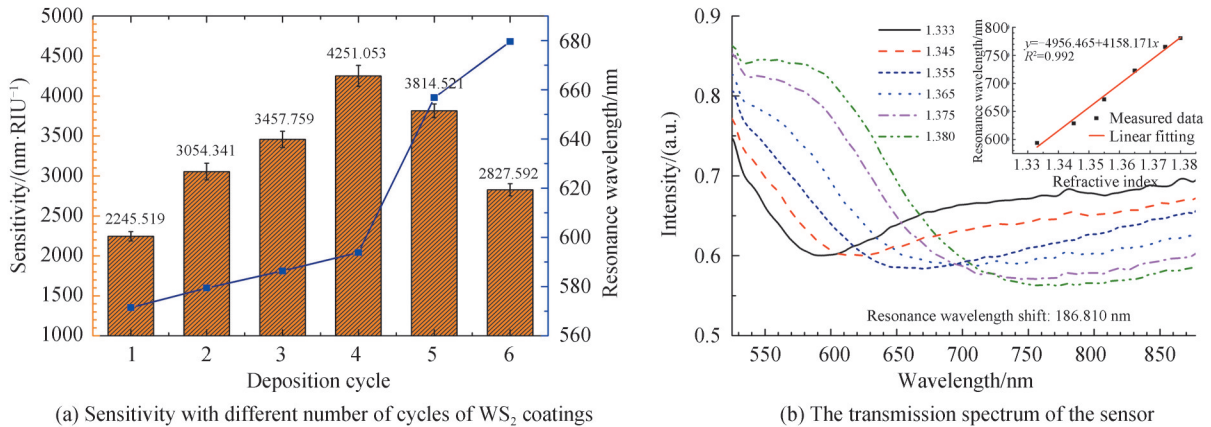 5000
4500
4000
3500
3000
2500
2000
1500
1000
Sensitivity/(nm·RIU⁻¹)
2245.519
3054.341
3457.759
4251.053
3814.521
2827.592
680
660
640
620
600
580
560
Resonance wavelength/nm
1 2 3 4 5 6
Deposition cycle
(a) Sensitivity with different number of cycles of WS₂ coatings
0.9
0.8
0.7
0.6
0.5
Intensity/(a.u.)
1.333
1.345
1.355
1.365
1.375
1.380
800
750
700
650
600
Resonance wavelength/nm
y=−4956.465+4158.171x
R²=0.992
Measured data
Linear fitting
1.33 1.34 1.35 1.36 1.37 1.38
Refractive index
Resonance wavelength shift: 186.810 nm
550 600 650 700 750 800 850
Wavelength/nm
(b) The transmission spectrum of the sensor